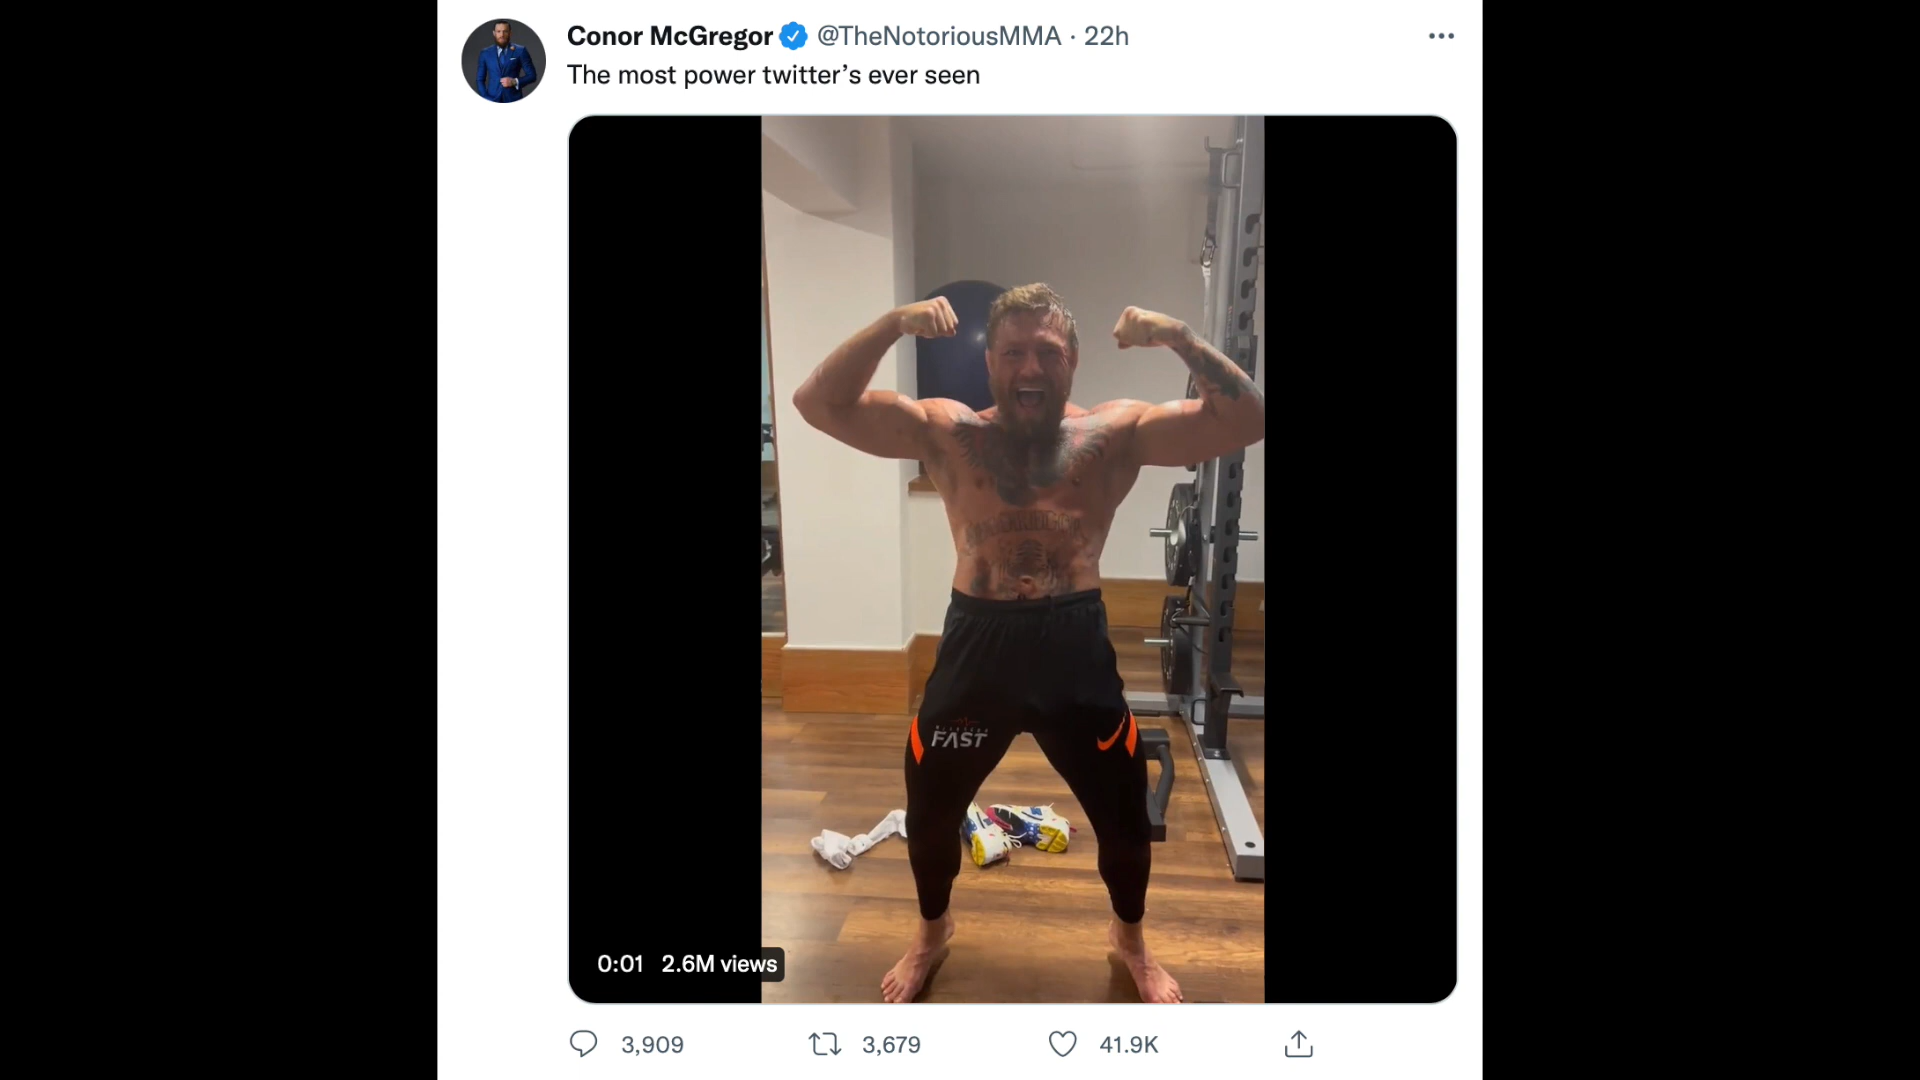 Conor McGregor @TheNotoriousMMA · 22h
The most power twitter’s ever seen
FAST
0:01 2.6M views
3,909 3,679 41.9K